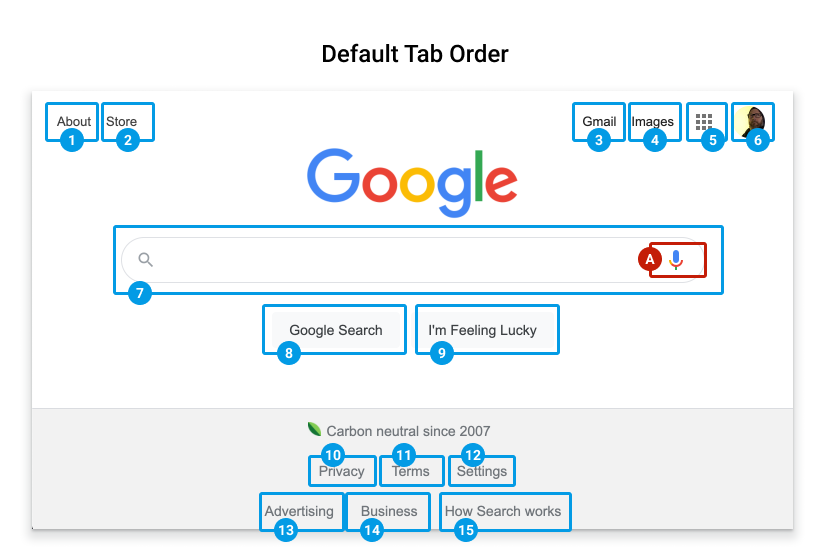 Default Tab Order
About Store Gmail Images
1 2 3 4 5 6
Google
A
7
Google Search I'm Feeling Lucky
8 9
Carbon neutral since 2007
10 11 12
Privacy Terms Settings
Advertising Business How Search works
13 14 15